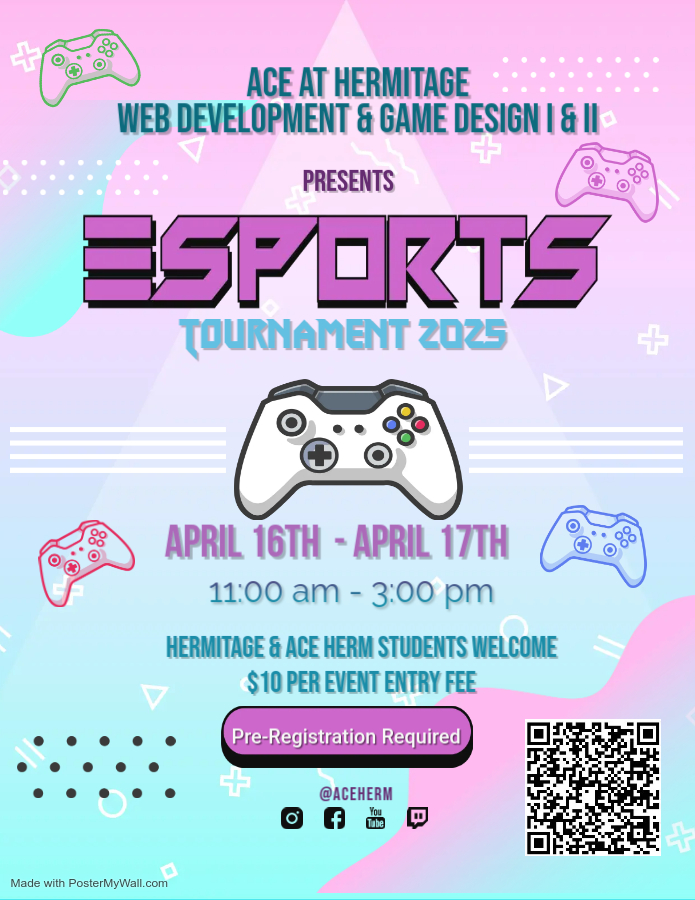 ACE AT HERMITAGE
WEB DEVELOPMENT & GAME DESIGN I & II
PRESENTS
ESPORTS
TOURNAMENT 2025
APRIL 16TH - APRIL 17TH
11:00 am - 3:00 pm
HERMITAGE & ACE HERM STUDENTS WELCOME
$10 PER EVENT ENTRY FEE
Pre-Registration Required
@ACEHERM
You
Tube
Made with PosterMyWall.com